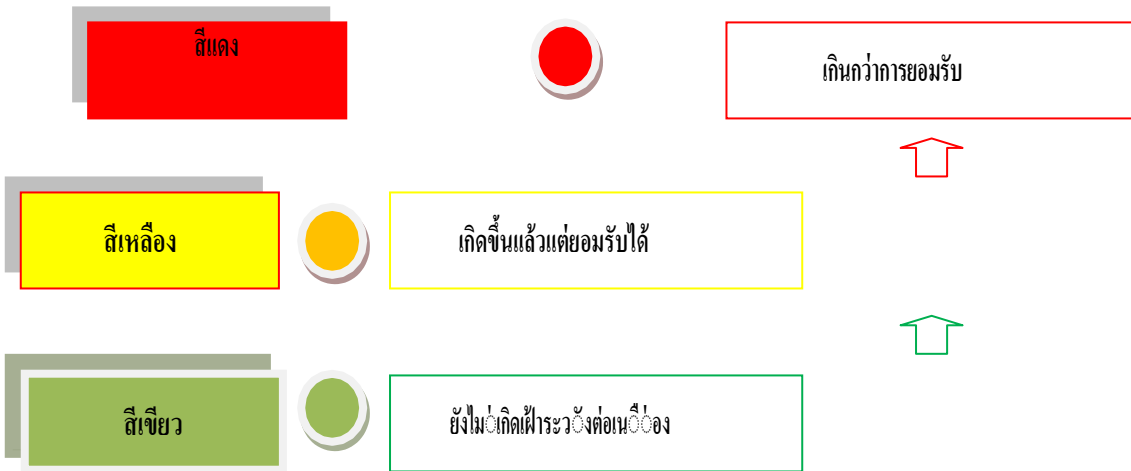 สีแดง
เกินกว่าการยอมรับ
สีเหลือง
เกิดขึ้นแล้วแต่ยอมรับได้
สีเขียว
ยังไม่เกิดเฝ้าระวังต่อเนื่อง